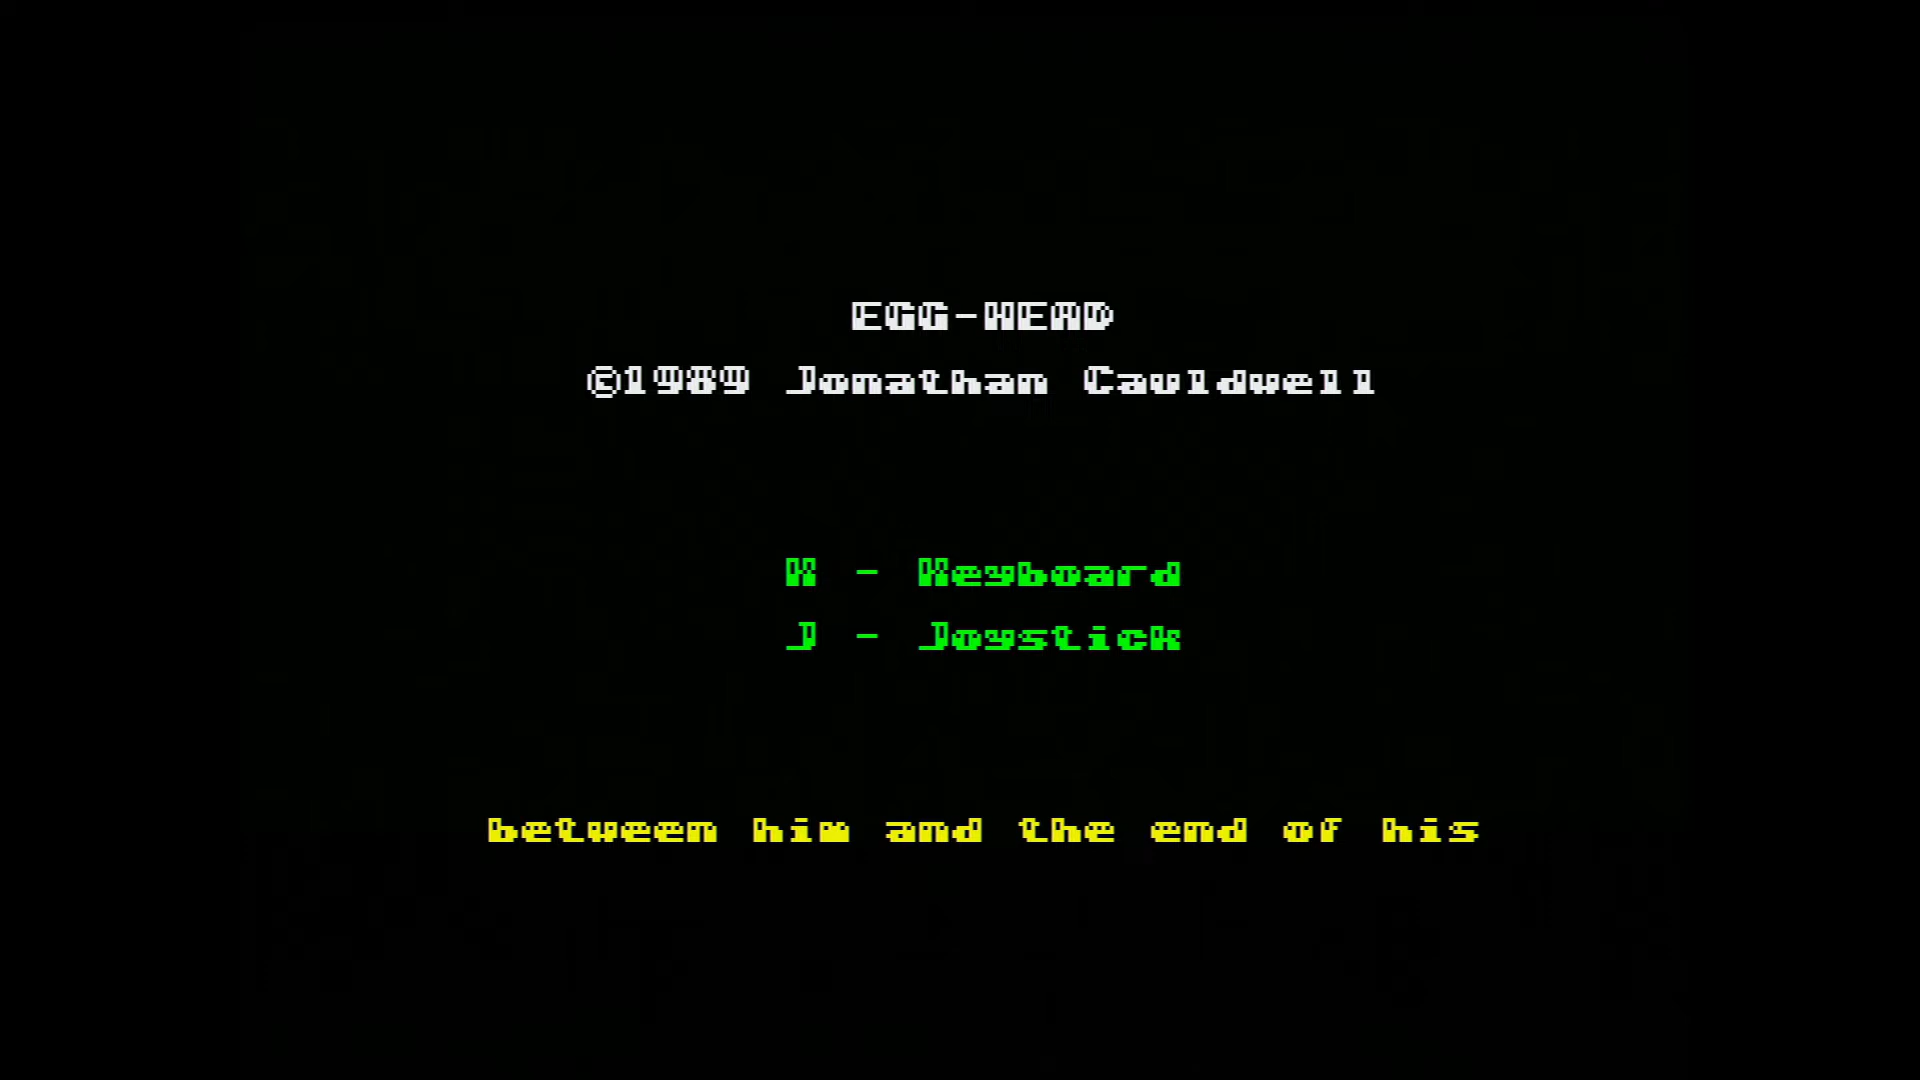 EGG-HEAD
©1989 Jonathan Cauldwell
K - Keyboard
J - Joystick
between him and the end of his